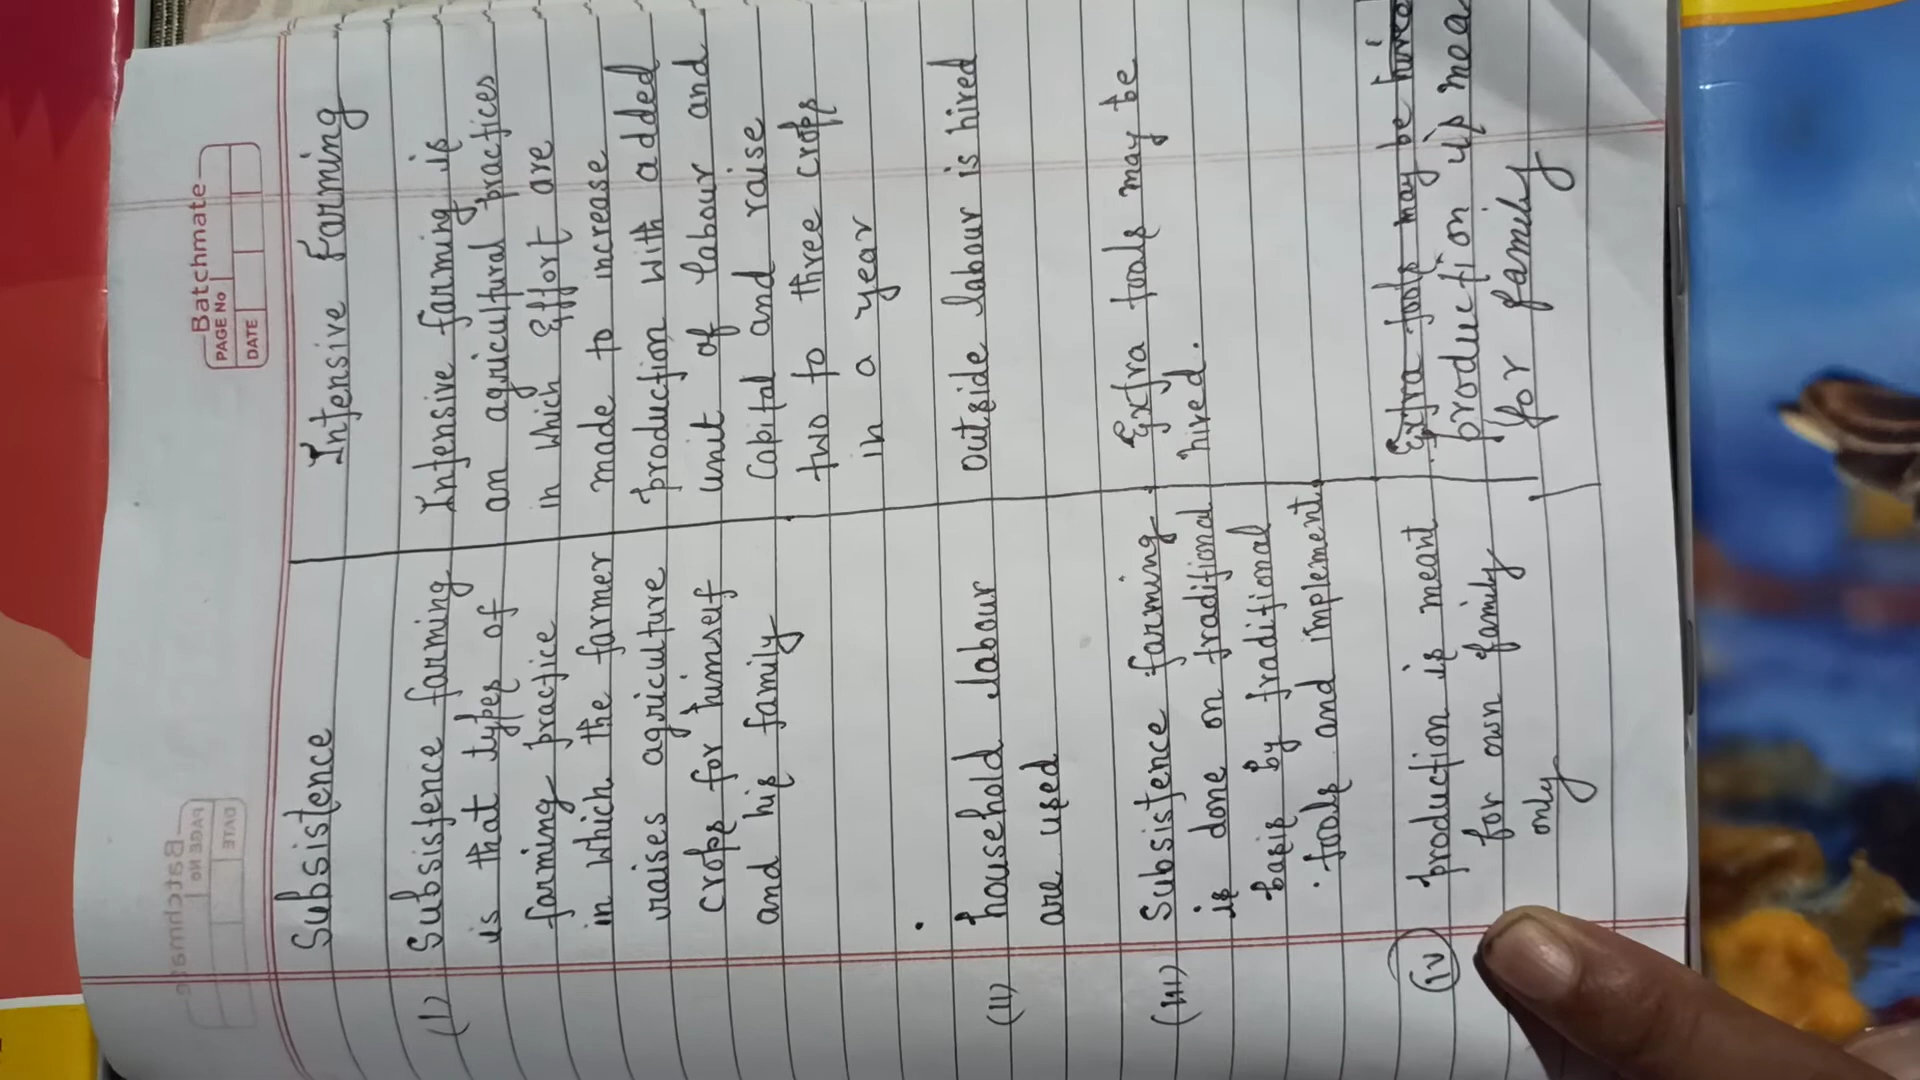 Batchmate
PAGE NO
DATE
Subsistence
Intensive Farming
(I) Subsistence farming
is that types of
farming practice
in which the farmer
raises agriculture
crops for himself
and his family
Intensive farming is
an agricultural practices
in which Effort are
made to increase
production with added
unit of labour and
capital and raise
two to three crops
in a year
(II) household labour
are used
outside labour is hired
(III) Subsistence farming
is done on traditional
basis by traditional
tools and implement.
Extra tools may be
hired.
(IV) production is meant
for own family
only
Extra tools may be hired
production is mea
for family